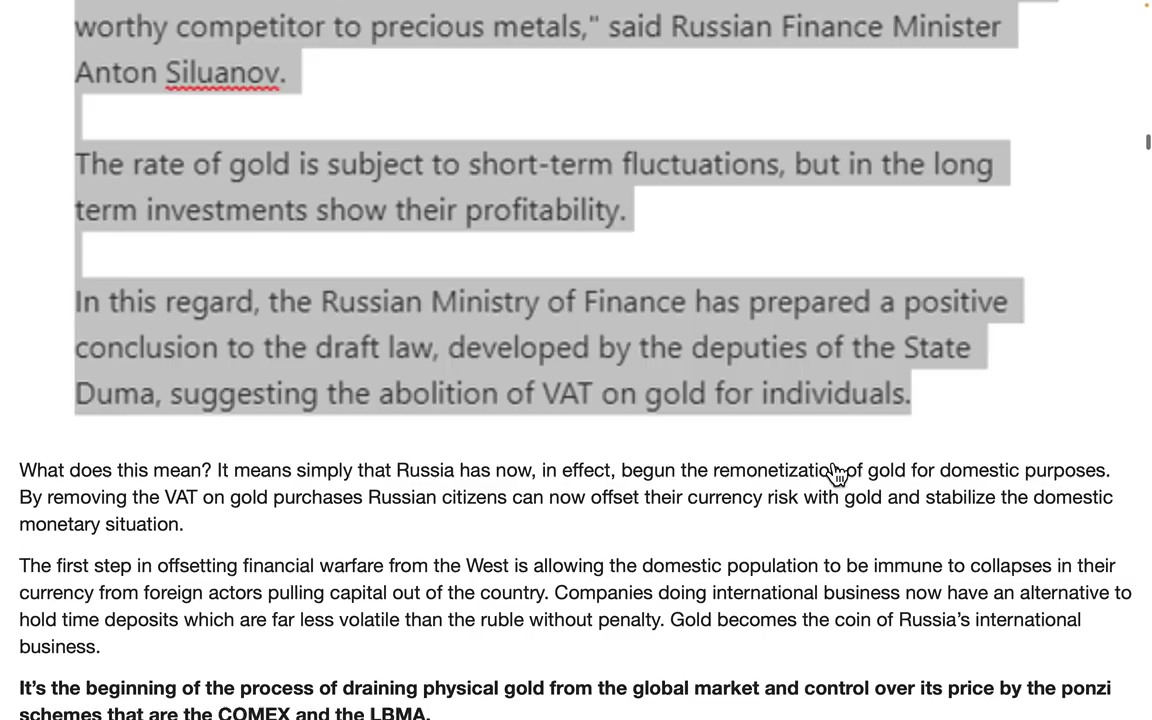 worthy competitor to precious metals," said Russian Finance Minister
Anton Siluanov.
The rate of gold is subject to short-term fluctuations, but in the long
term investments show their profitability.
In this regard, the Russian Ministry of Finance has prepared a positive
conclusion to the draft law, developed by the deputies of the State
Duma, suggesting the abolition of VAT on gold for individuals.
What does this mean? It means simply that Russia has now, in effect, begun the remonetization of gold for domestic purposes.
By removing the VAT on gold purchases Russian citizens can now offset their currency risk with gold and stabilize the domestic
monetary situation.
The first step in offsetting financial warfare from the West is allowing the domestic population to be immune to collapses in their
currency from foreign actors pulling capital out of the country. Companies doing international business now have an alternative to
hold time deposits which are far less volatile than the ruble without penalty. Gold becomes the coin of Russia’s international
business.
It’s the beginning of the process of draining physical gold from the global market and control over its price by the ponzi
schemes that are the COMEX and the LBMA.